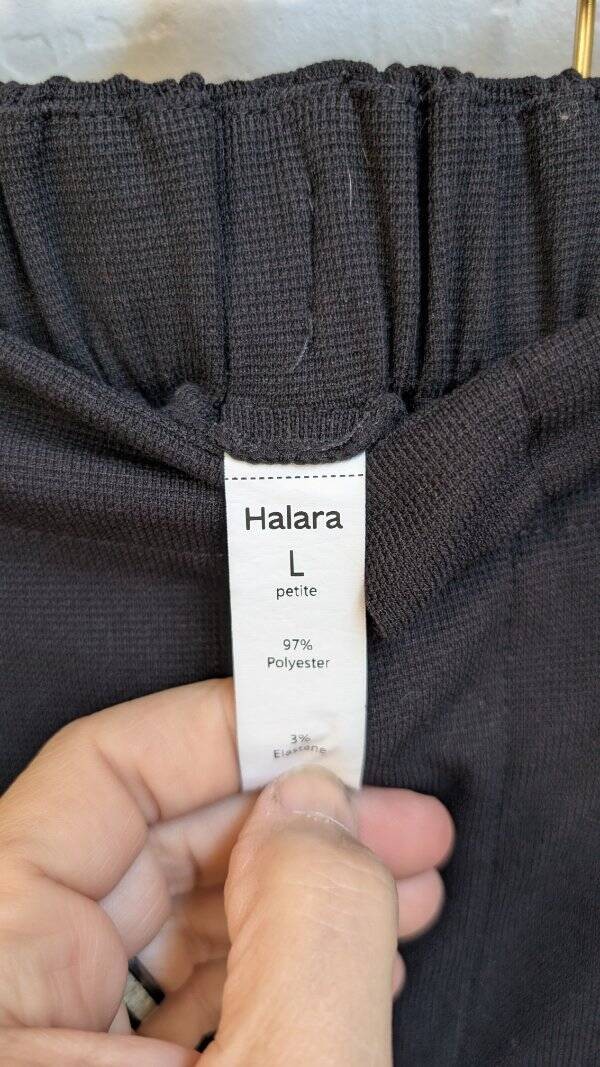 Halara
L
petite
97%
Polyester
3%
Elastane